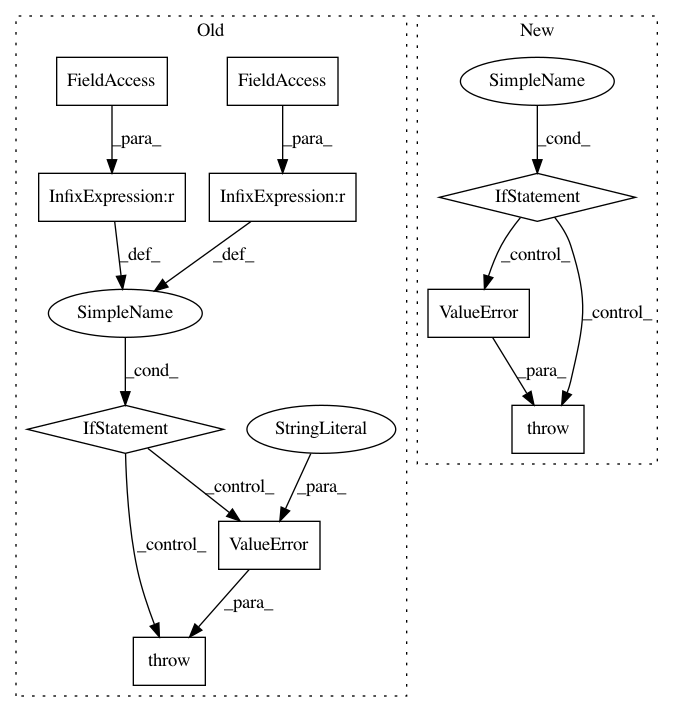 Old
New
FieldAccess
FieldAccess
SimpleName
_para_
_para_
_cond_
InfixExpression:r
InfixExpression:r
IfStatement
_def_
_def_
_control_
SimpleName
ValueError
_control_
_cond_
_para_
IfStatement
StringLiteral
throw
_control_
_para_
_control_
ValueError
_para_
throw